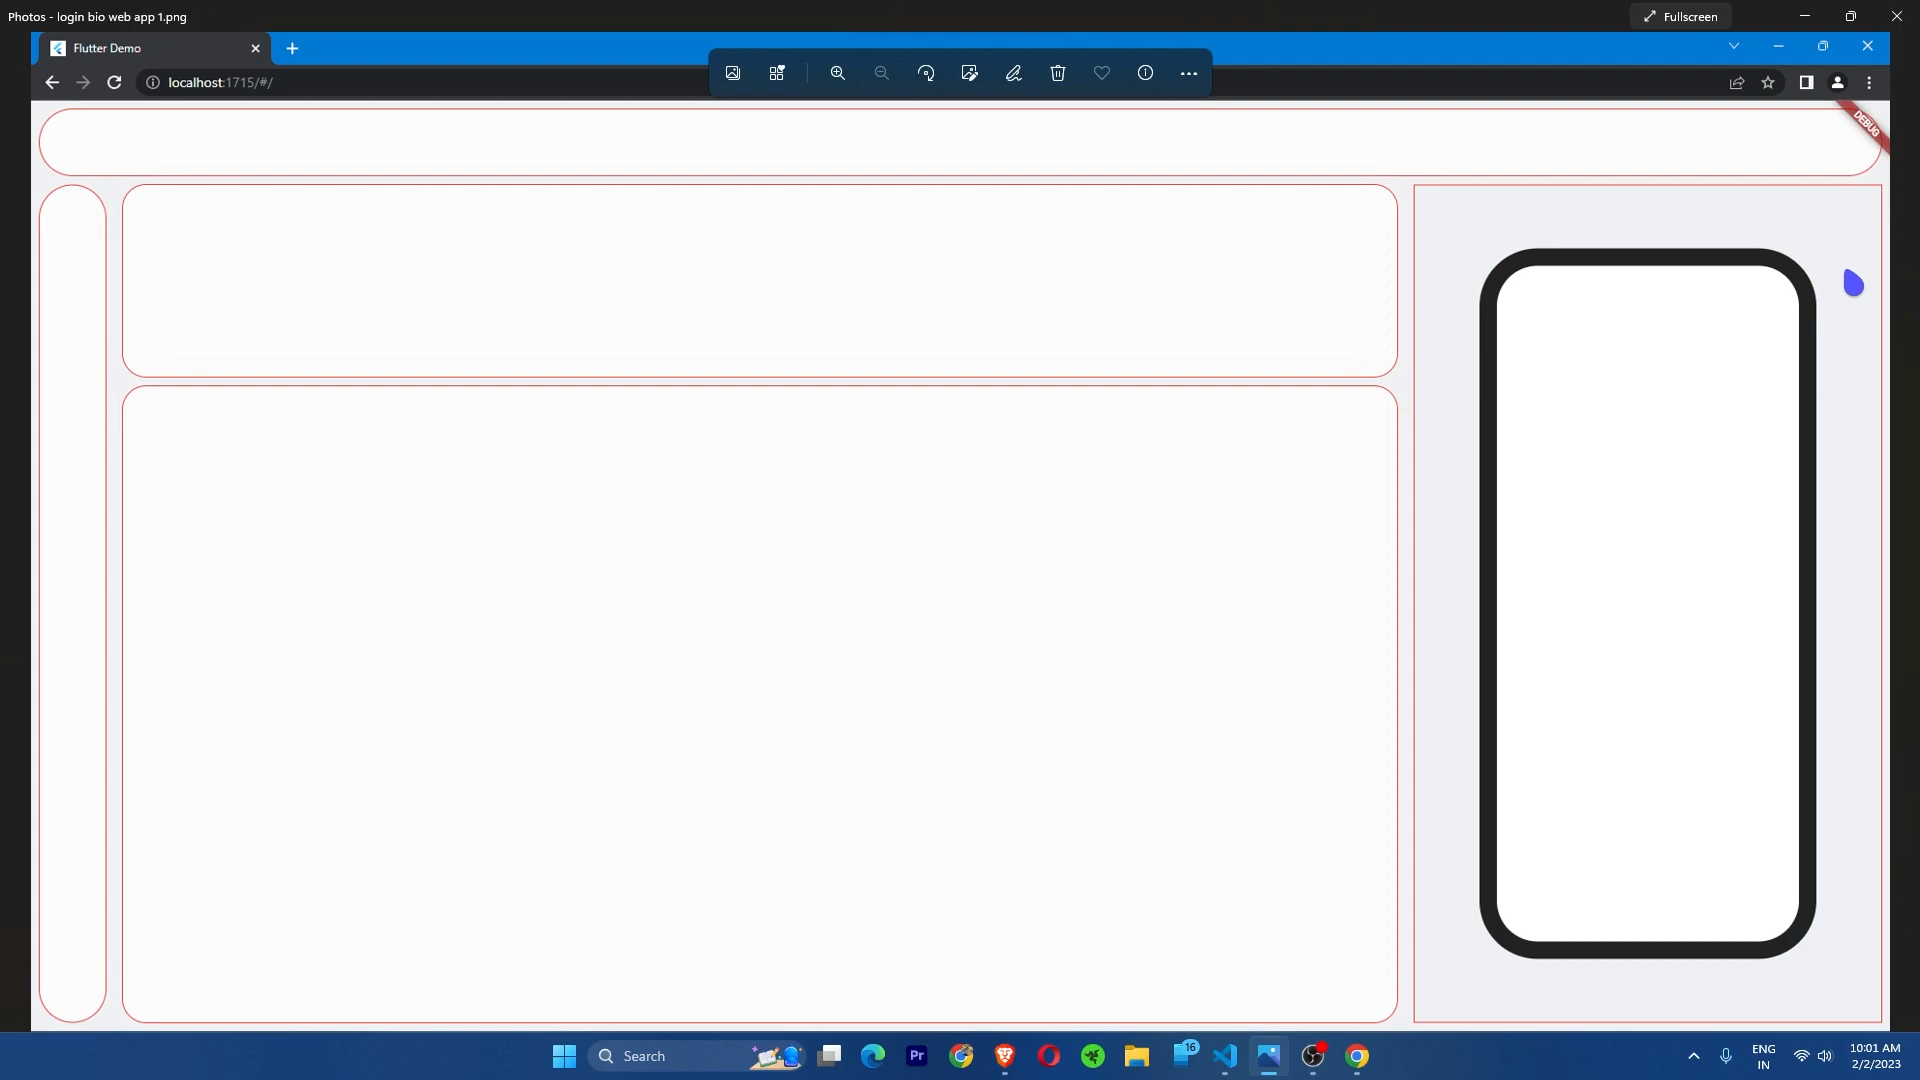 Photos - login bio web app 1.png
Fullscreen
Flutter Demo
localhost:1715/#/
DEBUG
Search
Pr
16
ENG
IN
10:01 AM
2/2/2023